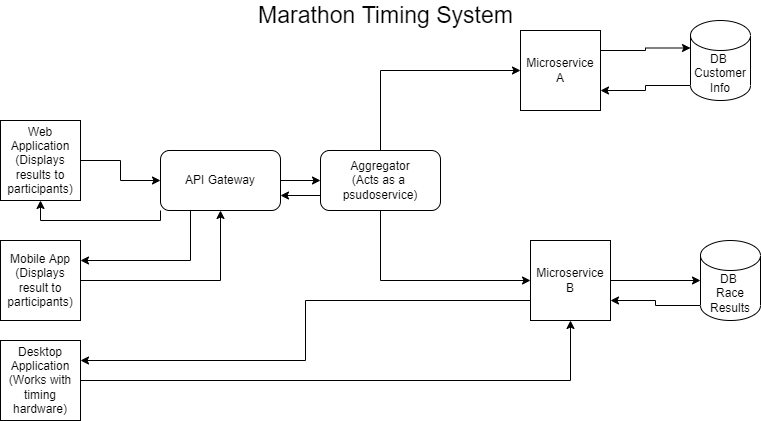 Marathon Timing System
Microservice
A
DB
Customer
Info
Web
Application
(Displays
results to
participants)
API Gateway
Aggregator
(Acts as a
psudoservice)
Mobile App
(Displays
result to
participants)
Microservice
B
DB
Race
Results
Desktop
Application
(Works with
timing
hardware)